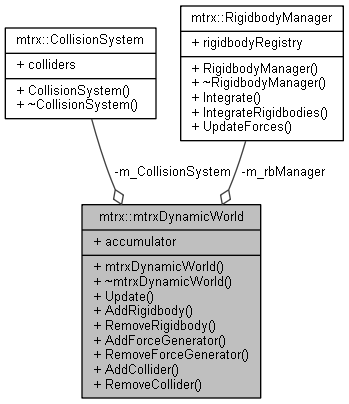 mtrx::CollisionSystem
+ colliders
+ CollisionSystem()
+ ~CollisionSystem()
mtrx::RigidbodyManager
+ rigidbodyRegistry
+ RigidbodyManager()
+ ~RigidbodyManager()
+ Integrate()
+ IntegrateRigidbodies()
+ UpdateForces()
-m_CollisionSystem
-m_rbManager
mtrx::mtrxDynamicWorld
+ accumulator
+ mtrxDynamicWorld()
+ ~mtrxDynamicWorld()
+ Update()
+ AddRigidbody()
+ RemoveRigidbody()
+ AddForceGenerator()
+ RemoveForceGenerator()
+ AddCollider()
+ RemoveCollider()